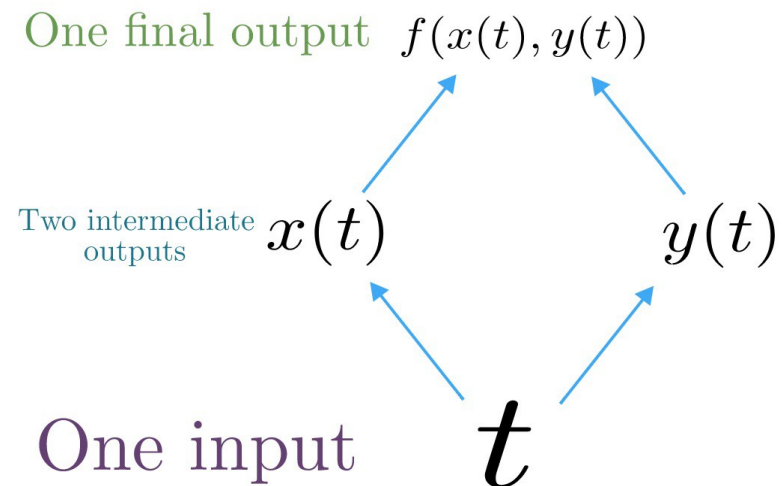 One final output f(x(t), y(t))
Two intermediate
outputs
x(t)
y(t)
One input
t